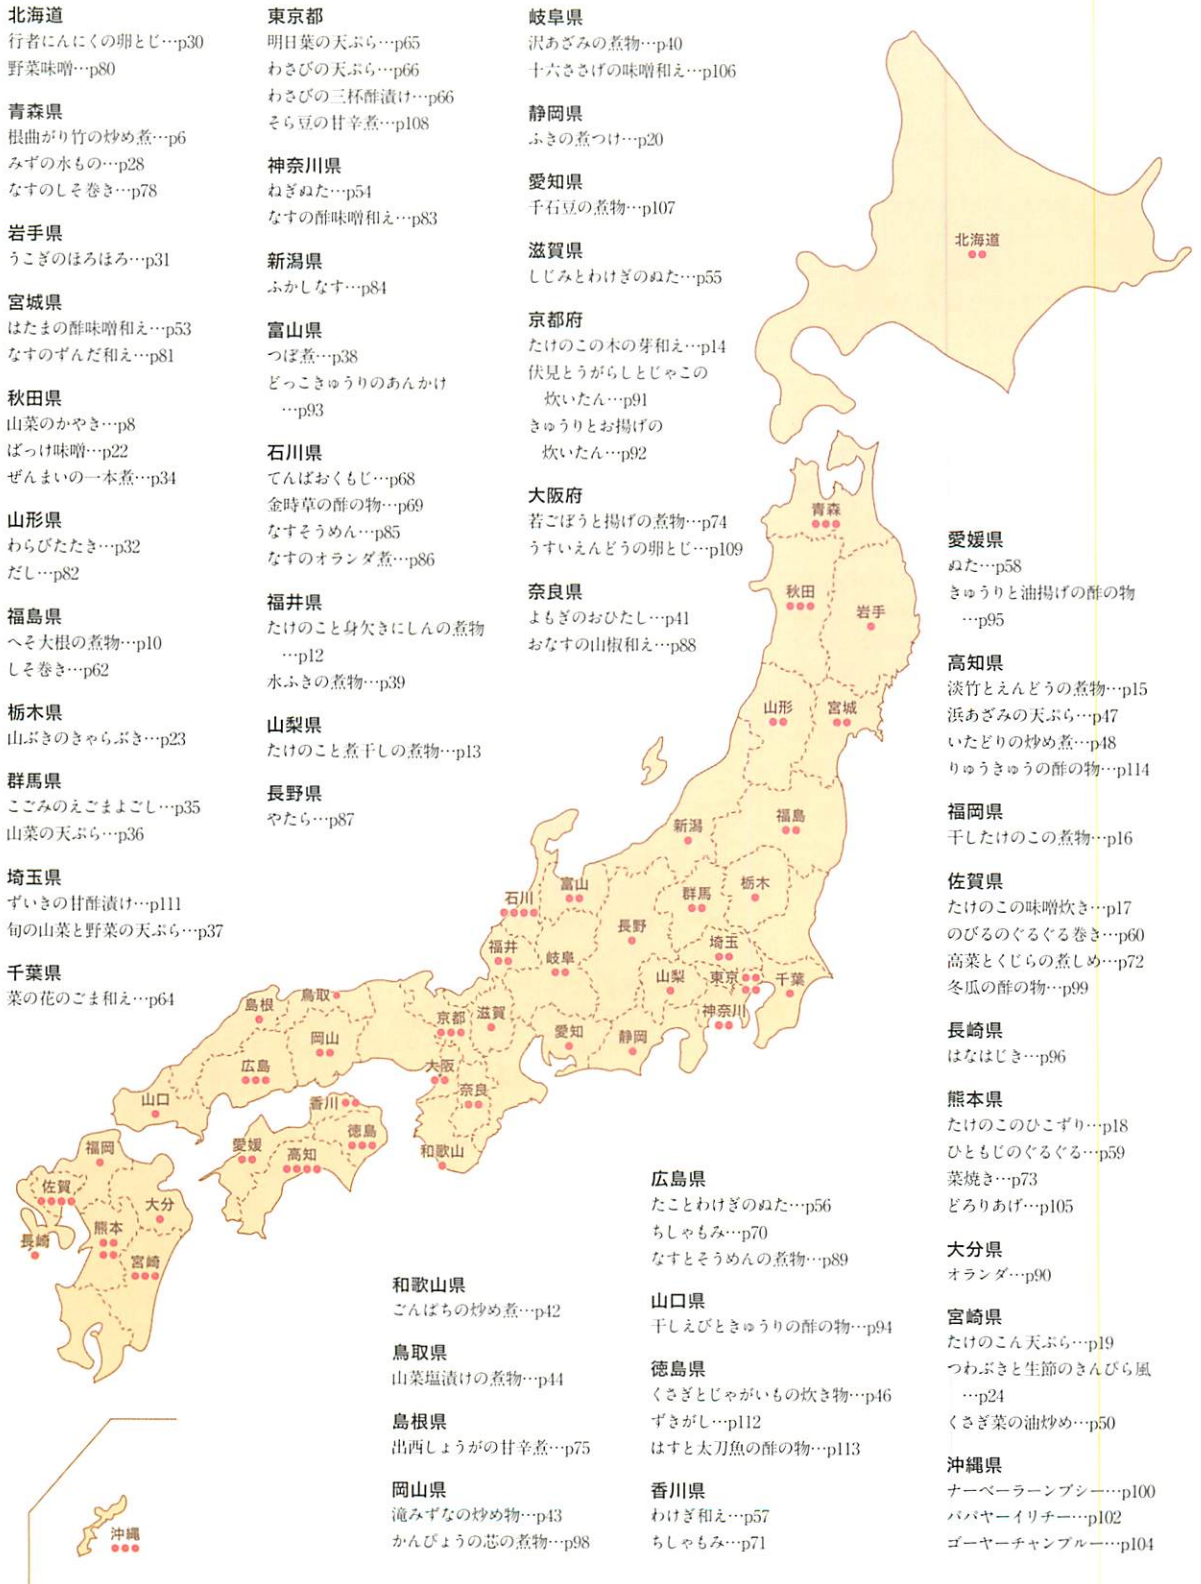 北海道
行者にんにくの卵とじ…p30
野菜味噌…p80
青森県
根曲がり竹の炒め煮…p6
みずの水もの…p28
なすのしそ巻き…p78
岩手県
うこぎのほろほろ…p31
宮城県
はたまの酢味噌和え…p53
なすのずんだ和え…p81
秋田県
山菜のかやき…p8
ばっけ味噌…p22
ぜんまいの一本煮…p34
山形県
わらびたたき…p32
だし…p82
福島県
へそ大根の煮物…p10
しそ巻き…p62
栃木県
山ぶきのきゃらぶき…p23
群馬県
こごみのえごまよごし…p35
山菜の天ぷら…p36
埼玉県
ずいきの甘酢漬け…p111
旬の山菜と野菜の天ぷら…p37
千葉県
菜の花のごま和え…p64
東京都
明日葉の天ぷら…p65
わさびの天ぷら…p66
わさびの三杯酢漬け…p66
そら豆の甘辛煮…p108
神奈川県
ねぎぬた…p54
なすの酢味噌和え…p83
新潟県
ふかしなす…p84
富山県
つぼ煮…p38
どっこきゅうりのあんかけ
…p93
石川県
てんばおくもじ…p68
金時草の酢の物…p69
なすそうめん…p85
なすのオランダ煮…p86
福井県
たけのこと身欠きにしんの煮物
…p12
水ふきの煮物…p39
山梨県
たけのこと煮干しの煮物…p13
長野県
やたら…p87
岐阜県
沢あざみの煮物…p40
十六ささげの味噌和え…p106
静岡県
ふきの煮つけ…p20
愛知県
千石豆の煮物…p107
滋賀県
しじみとわけぎのぬた…p55
京都府
たけのこの木の芽和え…p14
伏見とうがらしとじゃこの
炊いたん…p91
きゅうりとお揚げの
炊いたん…p92
大阪府
若ごぼうと揚げの煮物…p74
うすいえんどうの卵とじ…p109
奈良県
よもぎのおひたし…p41
おなすの山椒和え…p88
和歌山県
ごんぱちの炒め煮…p42
鳥取県
山菜塩漬けの煮物…p44
島根県
出西しょうがの甘辛煮…p75
岡山県
滝みずなの炒め物…p43
かんぴょうの芯の煮物…p98
広島県
たことわけぎのぬた…p56
ちしゃもみ…p70
なすとそうめんの煮物…p89
山口県
干しえびときゅうりの酢の物…p94
徳島県
くさぎとじゃがいもの炊き物…p46
ずきがし…p112
はすと太刀魚の酢の物…p113
香川県
わけぎ和え…p57
ちしゃもみ…p71
愛媛県
ぬた…p58
きゅうりと油揚げの酢の物
…p95
高知県
淡竹とえんどうの煮物…p15
浜あざみの天ぷら…p47
いたどりの炒め煮…p48
りゅうきゅうの酢の物…p114
福岡県
干したけのこの煮物…p16
佐賀県
たけのこの味噌炊き…p17
のびるのぐるぐる巻き…p60
高菜とくじらの煮しめ…p72
冬瓜の酢の物…p99
長崎県
はなはじき…p96
熊本県
たけのこのひこずり…p18
ひともじのぐるぐる…p59
菜焼き…p73
どろりあげ…p105
大分県
オランダ…p90
宮崎県
たけのこん天ぷら…p19
つわぶきと生節のきんぴら風
…p24
くさぎ菜の油炒め…p50
沖縄県
ナーベーラーンブシー…p100
パパヤーイリチー…p102
ゴーヤーチャンプルー…p104
北海道
青森
秋田
岩手
山形
宮城
新潟
福島
石川
富山
群馬
栃木
長野
福井
岐阜
埼玉
山梨
東京
千葉
神奈川
島根
鳥取
岡山
京都
滋賀
愛知
静岡
広島
大阪
奈良
山口
香川
徳島
愛媛
高知
和歌山
福岡
佐賀
大分
長崎
熊本
宮崎
沖縄